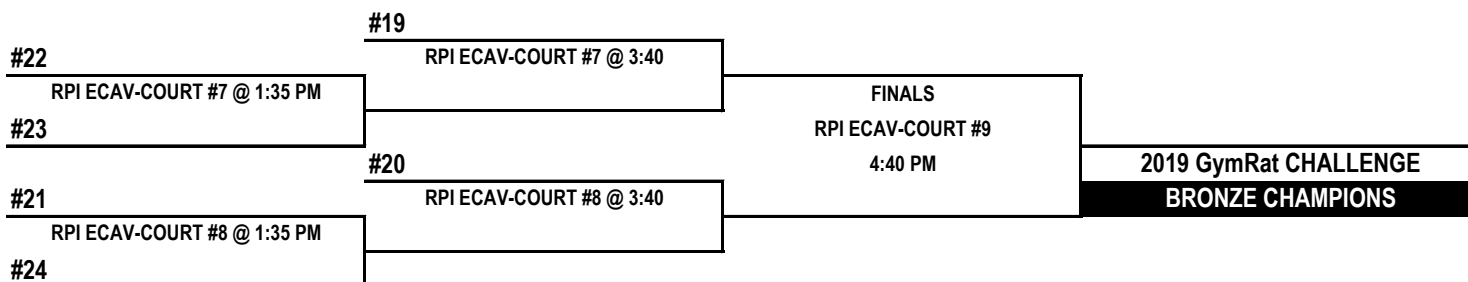 #19
#22
RPI ECAV-COURT #7 @ 3:40
RPI ECAV-COURT #7 @ 1:35 PM
FINALS
#23
RPI ECAV-COURT #9
#20
4:40 PM
2019 GymRat CHALLENGE
#21
RPI ECAV-COURT #8 @ 3:40
BRONZE CHAMPIONS
RPI ECAV-COURT #8 @ 1:35 PM
#24